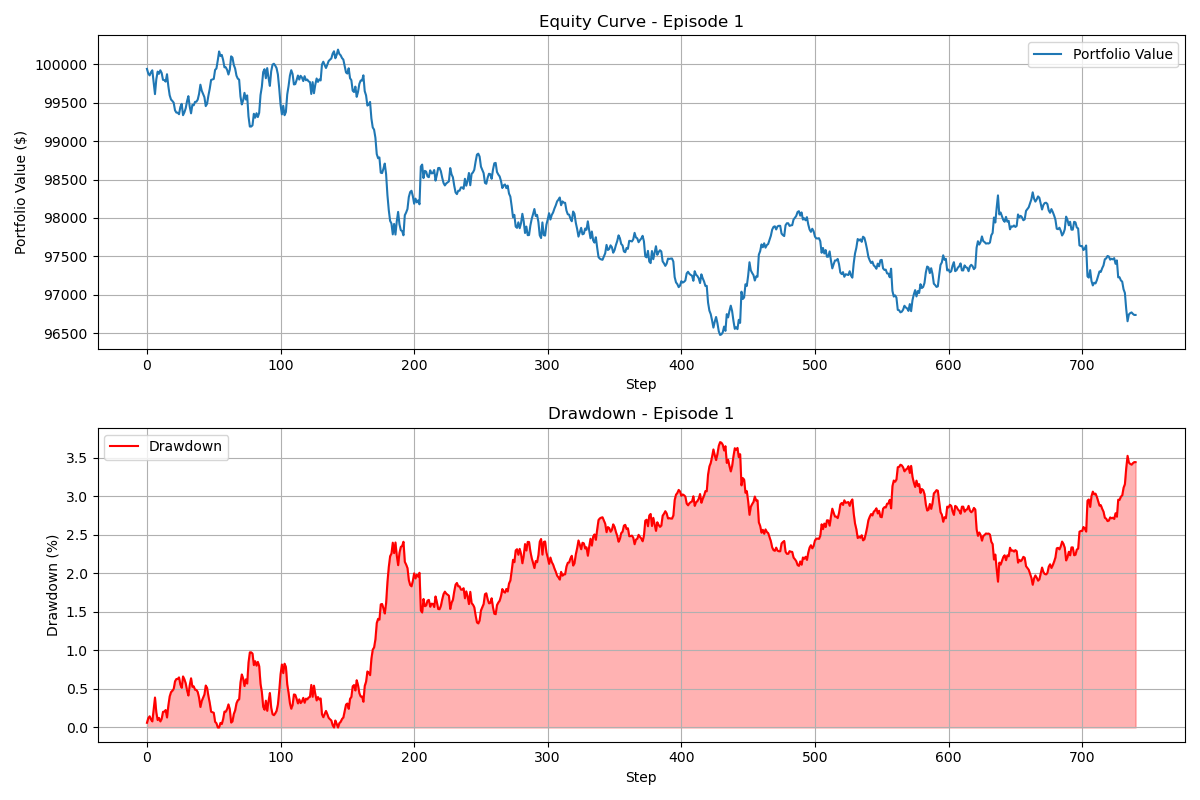 Equity Curve - Episode 1
Portfolio Value ($)
100000
99500
99000
98500
98000
97500
97000
96500
Portfolio Value
0 100 200 300 400 500 600 700
Step
Drawdown - Episode 1
Drawdown (%)
3.5
3.0
2.5
2.0
1.5
1.0
0.5
0.0
Drawdown
0 100 200 300 400 500 600 700
Step